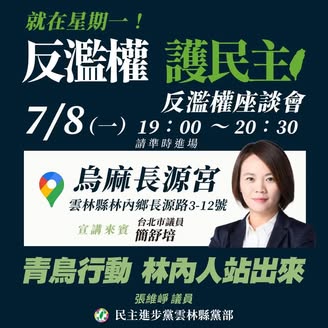 就在星期一！
反濫權 護民主
反濫權座談會
7/8(一) 19：00～20：30
請準時進場
烏麻長源宮
雲林縣林內鄉長源路3-12號
宣講來賓
台北市議員
簡舒培
青鳥行動 林內人站出來
張維崢 議員
民主進步黨雲林縣黨部